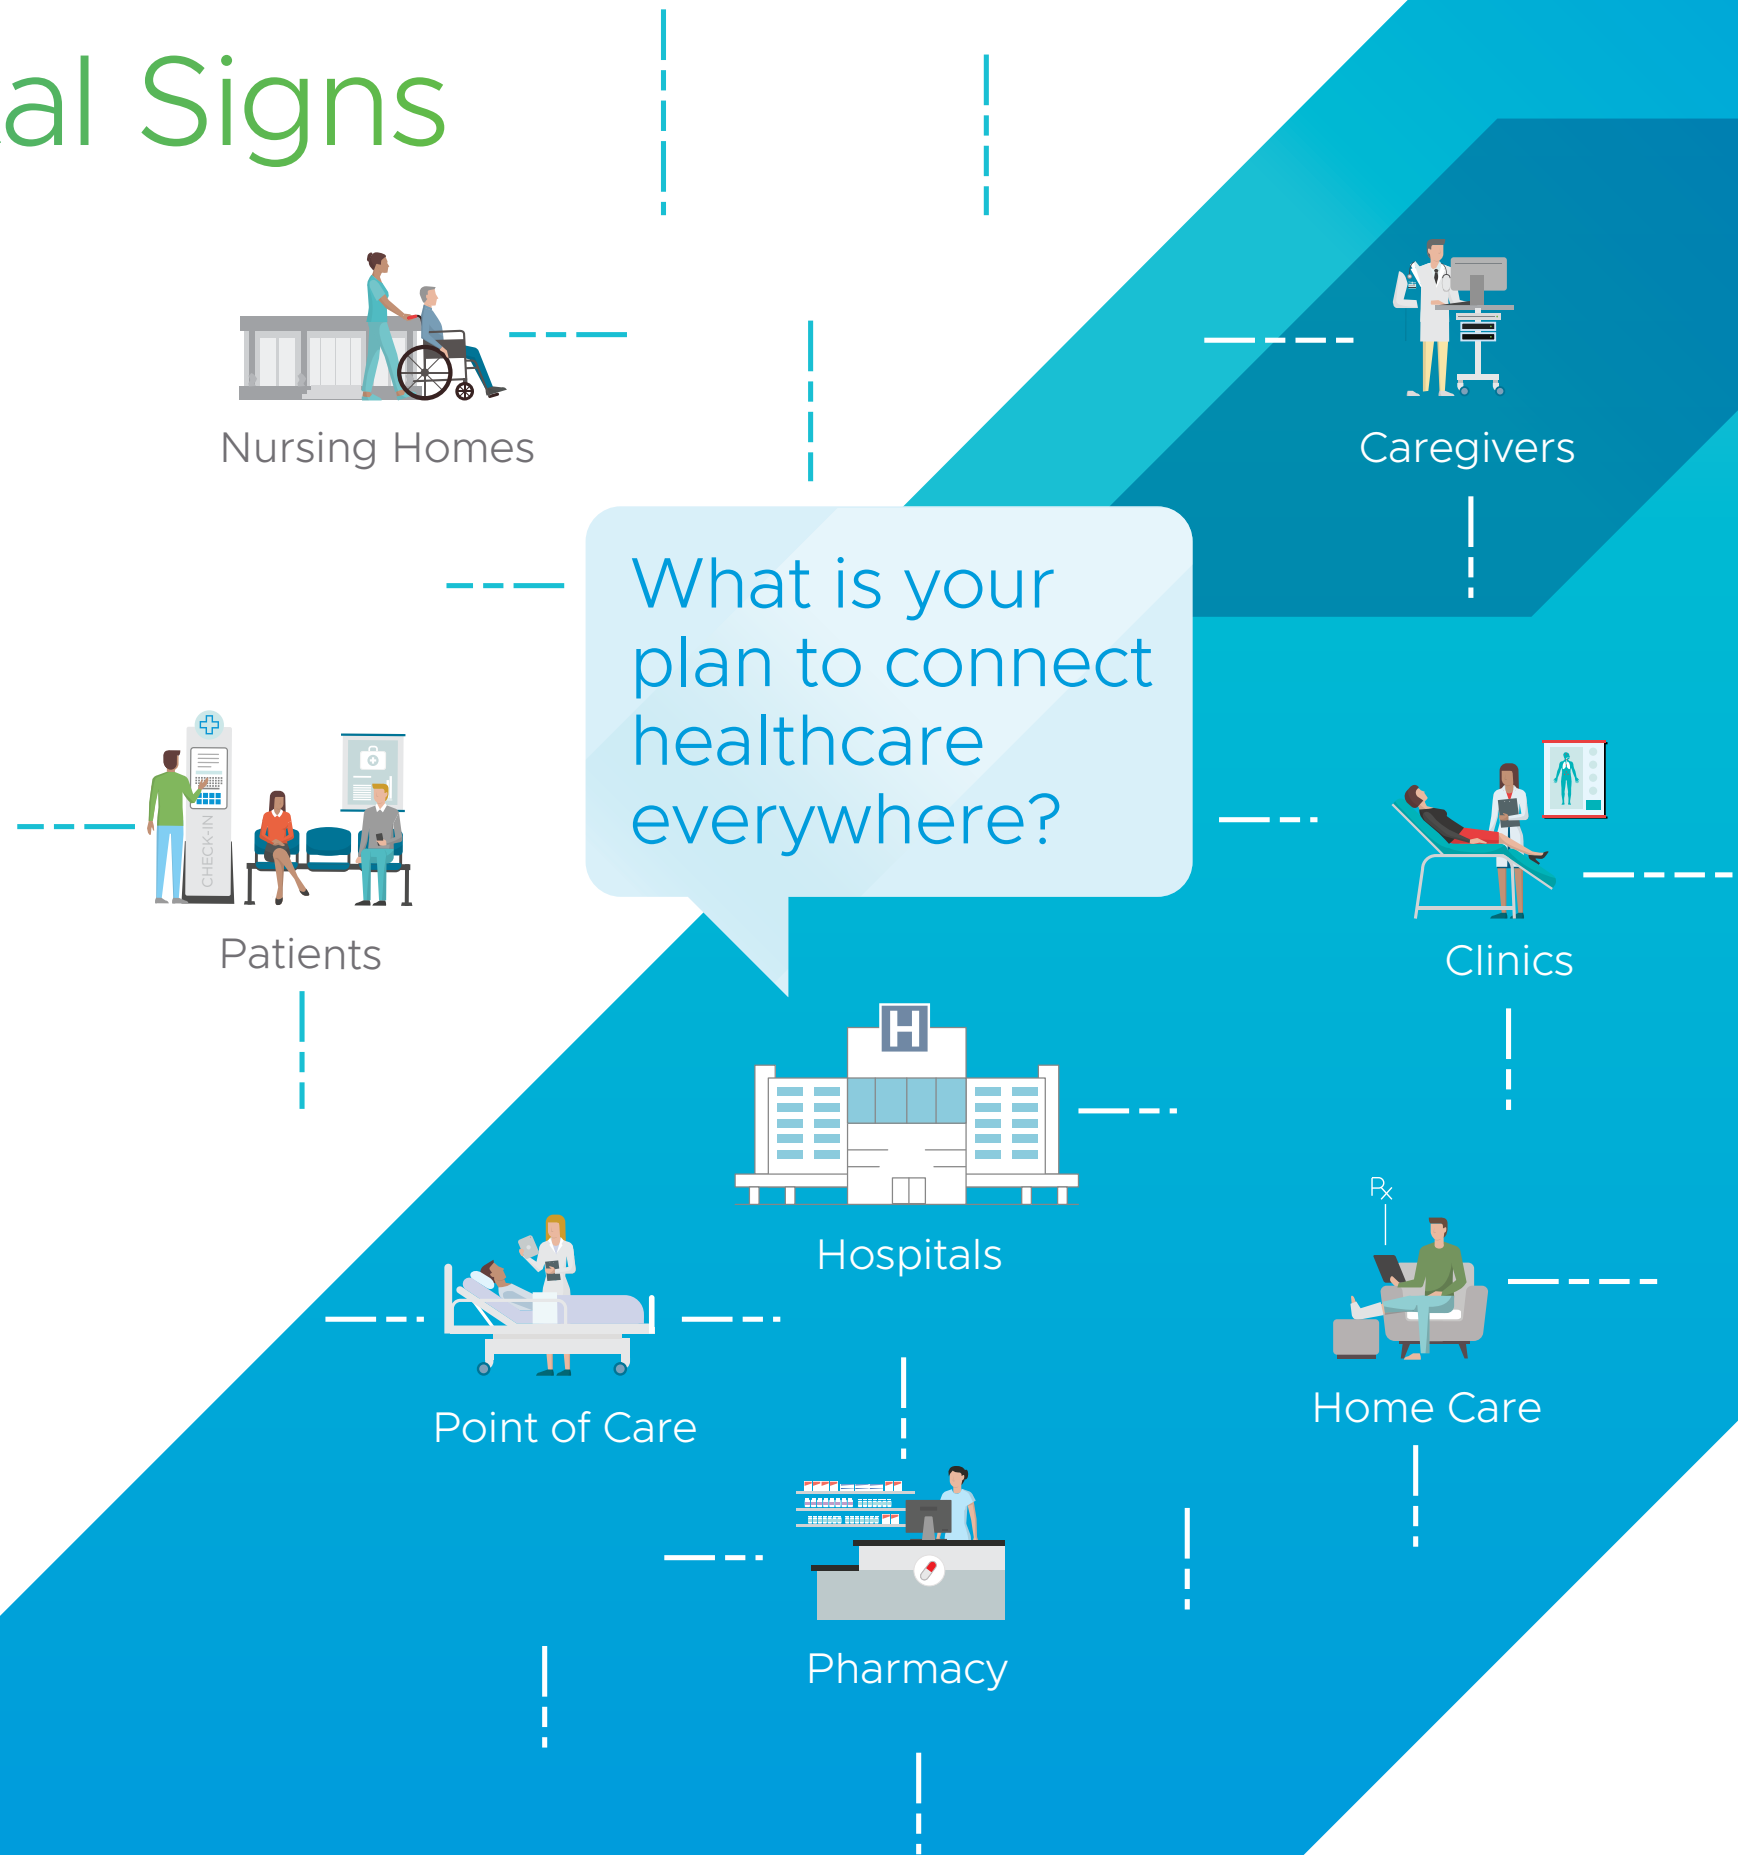 al Signs
Nursing Homes
Caregivers
What is your
plan to connect
healthcare
everywhere?
CHECK-IN
Patients
Clinics
H
Hospitals
Rx
Point of Care
Home Care
Pharmacy